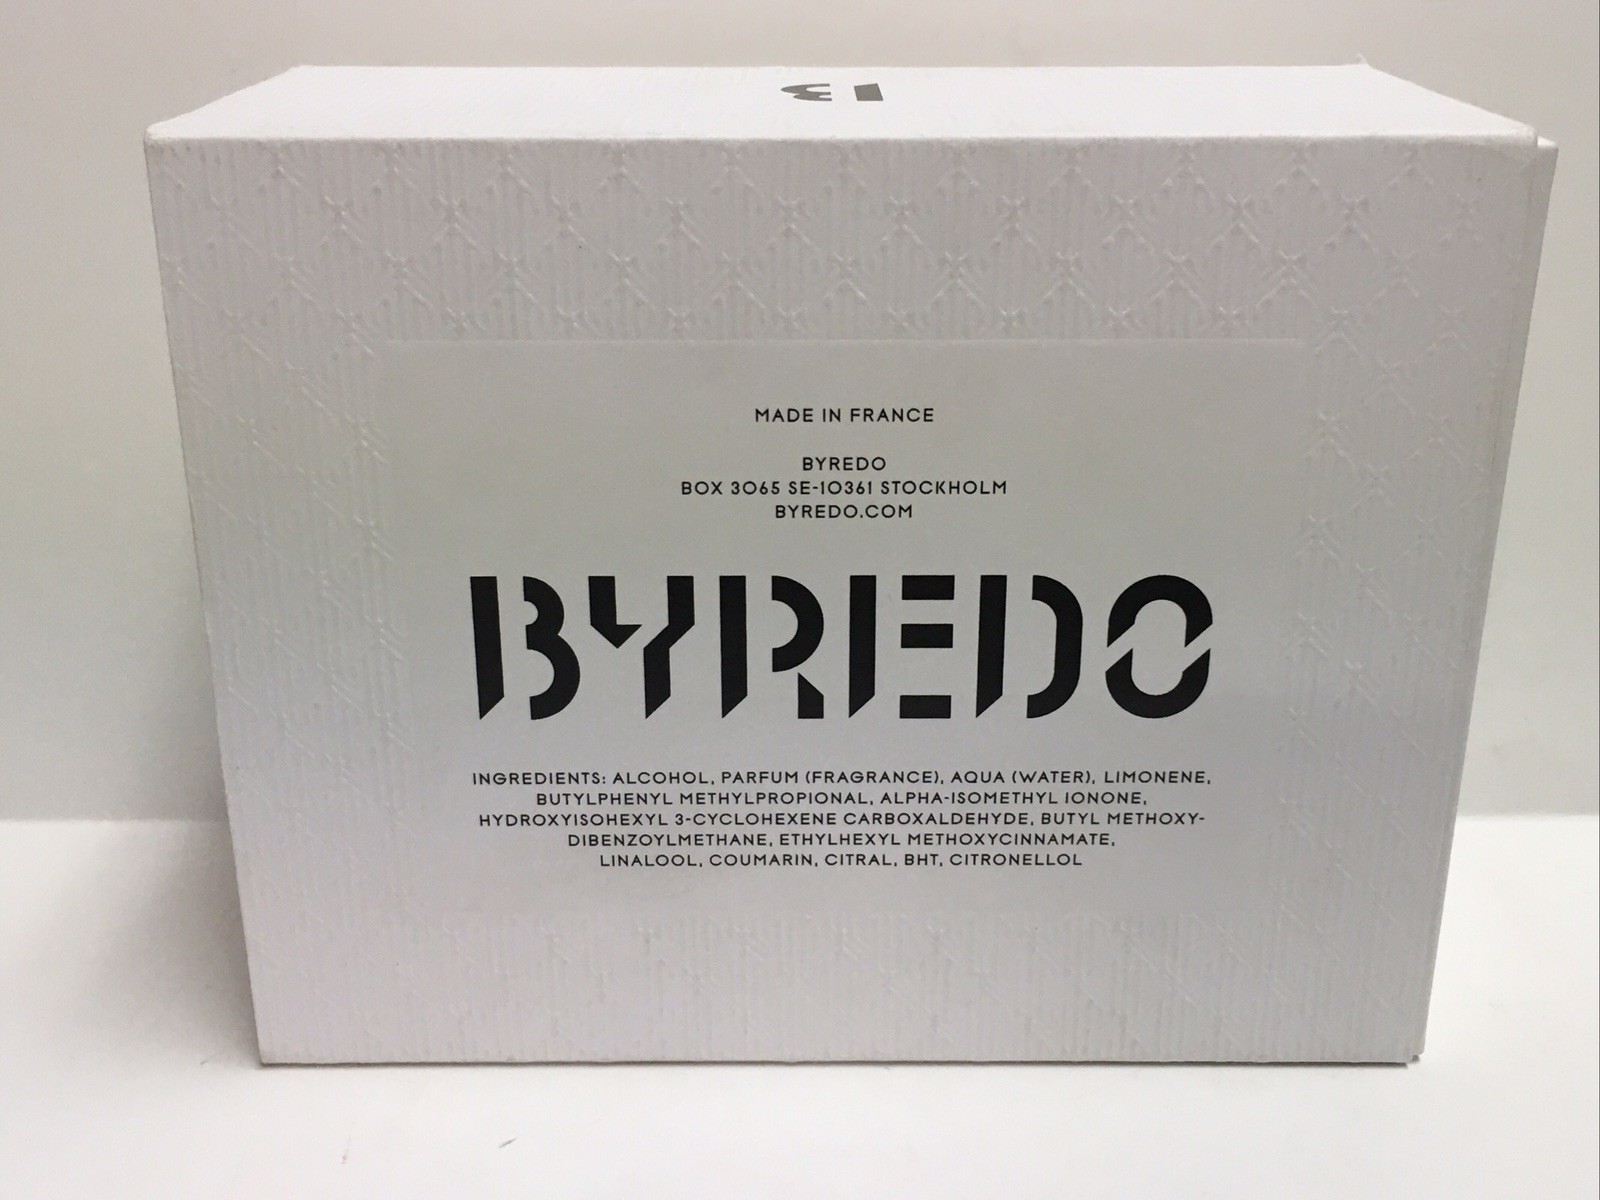 MADE IN FRANCE
BYREDO
BOX 3065 SE-10361 STOCKHOLM
BYREDO.COM
BYREDO
INGREDIENTS: ALCOHOL, PARFUM (FRAGRANCE), AQUA (WATER), LIMONENE,
BUTYLPHENYL METHYLPROPIONAL, ALPHA-ISOMETHYL IONONE,
HYDROXYISOHEXYL 3-CYCLOHEXENE CARBOXALDEHYDE, BUTYL METHOXY-
DIBENZOYLMETHANE, ETHYLHEXYL METHOXYCINNAMATE,
LINALOOL, COUMARIN, CITRAL, BHT, CITRONELLOL